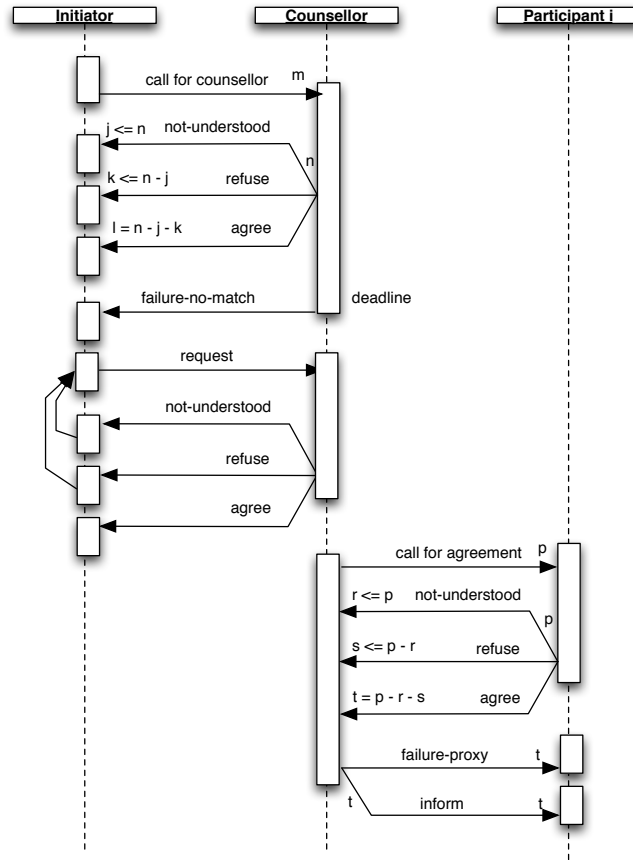 Initiator
Counsellor
Participant i
call for counsellor
m
j <= n
not-understood
n
k <= n - j
refuse
l = n - j - k
agree
failure-no-match
deadline
request
not-understood
refuse
agree
call for agreement
p
r <= p
not-understood
p
s <= p - r
refuse
t = p - r - s
agree
failure-proxy
t
t
inform
t